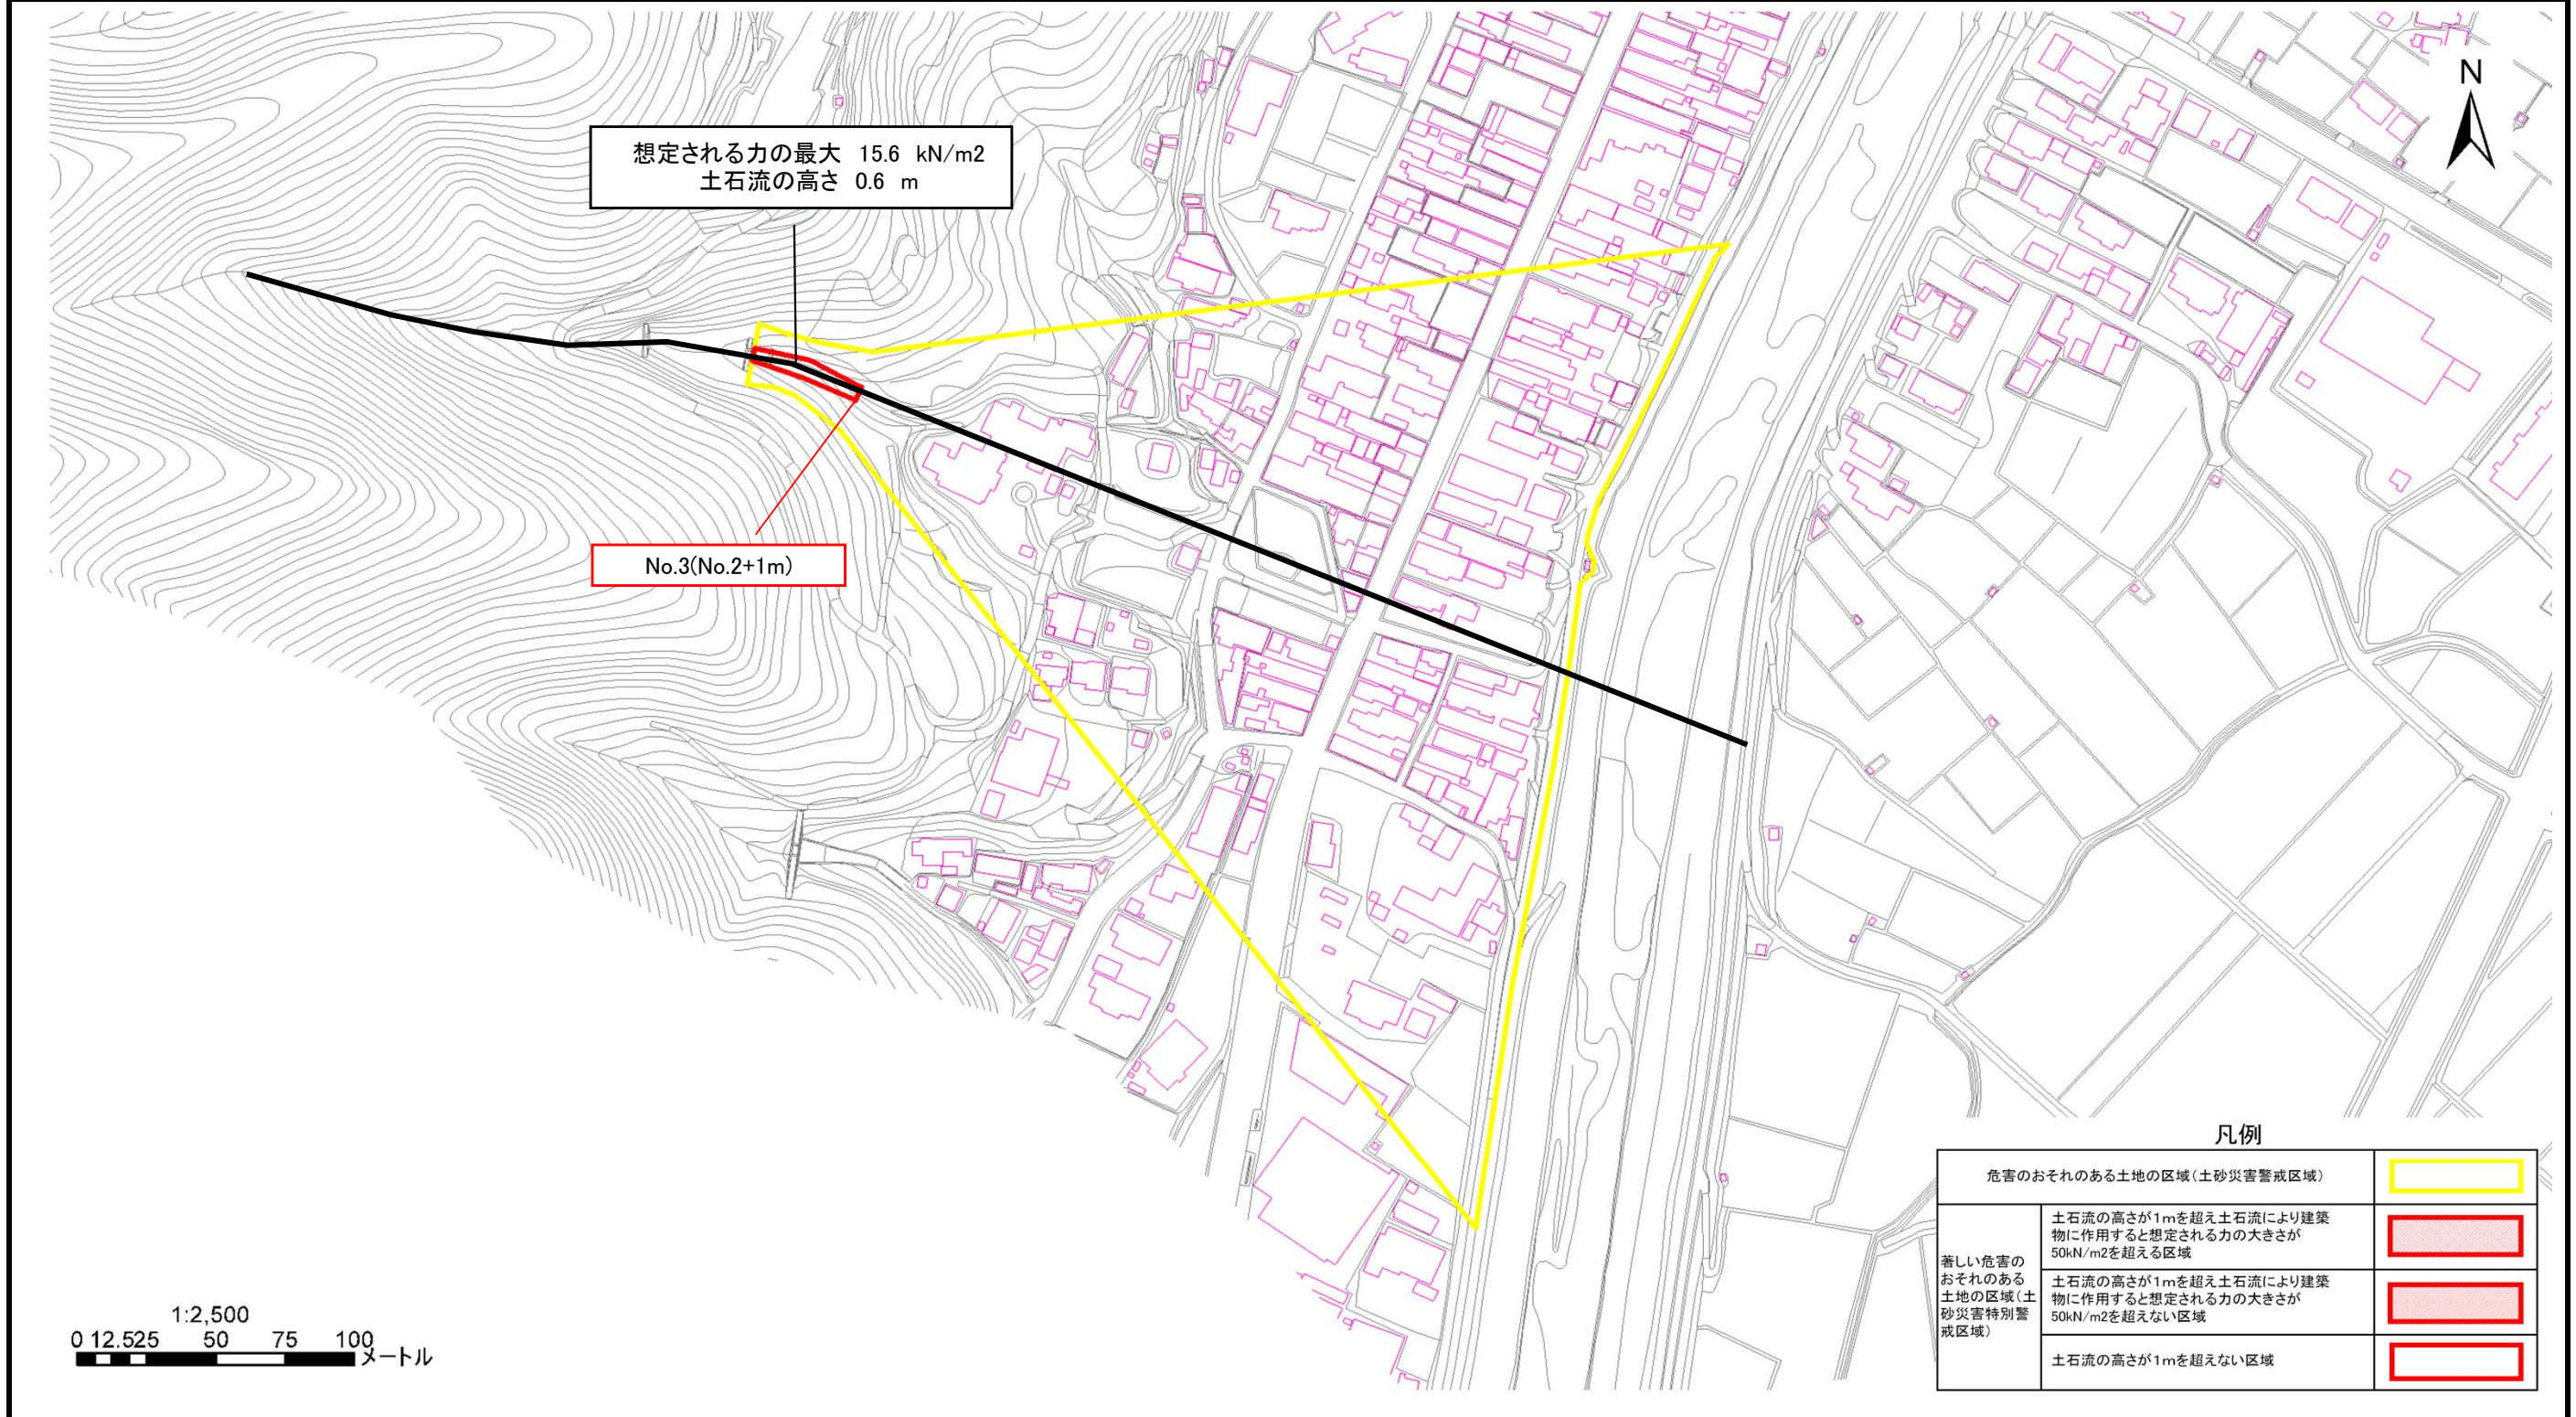 N
想定される力の最大 15.6 kN/m2
土石流の高さ 0.6 m
No.3(No.2+1m)
凡例
危害のおそれのある土地の区域(土砂災害警戒区域)
著しい危害の
おそれのある
土地の区域(土
砂災害特別警
戒区域)
土石流の高さが1mを超え土石流により建築
物に作用すると想定される力の大きさが
50kN/m2を超える区域
土石流の高さが1mを超え土石流により建築
物に作用すると想定される力の大きさが
50kN/m2を超えない区域
土石流の高さが1mを超えない区域
1:2,500
0 12.525 50 75 100
メートル